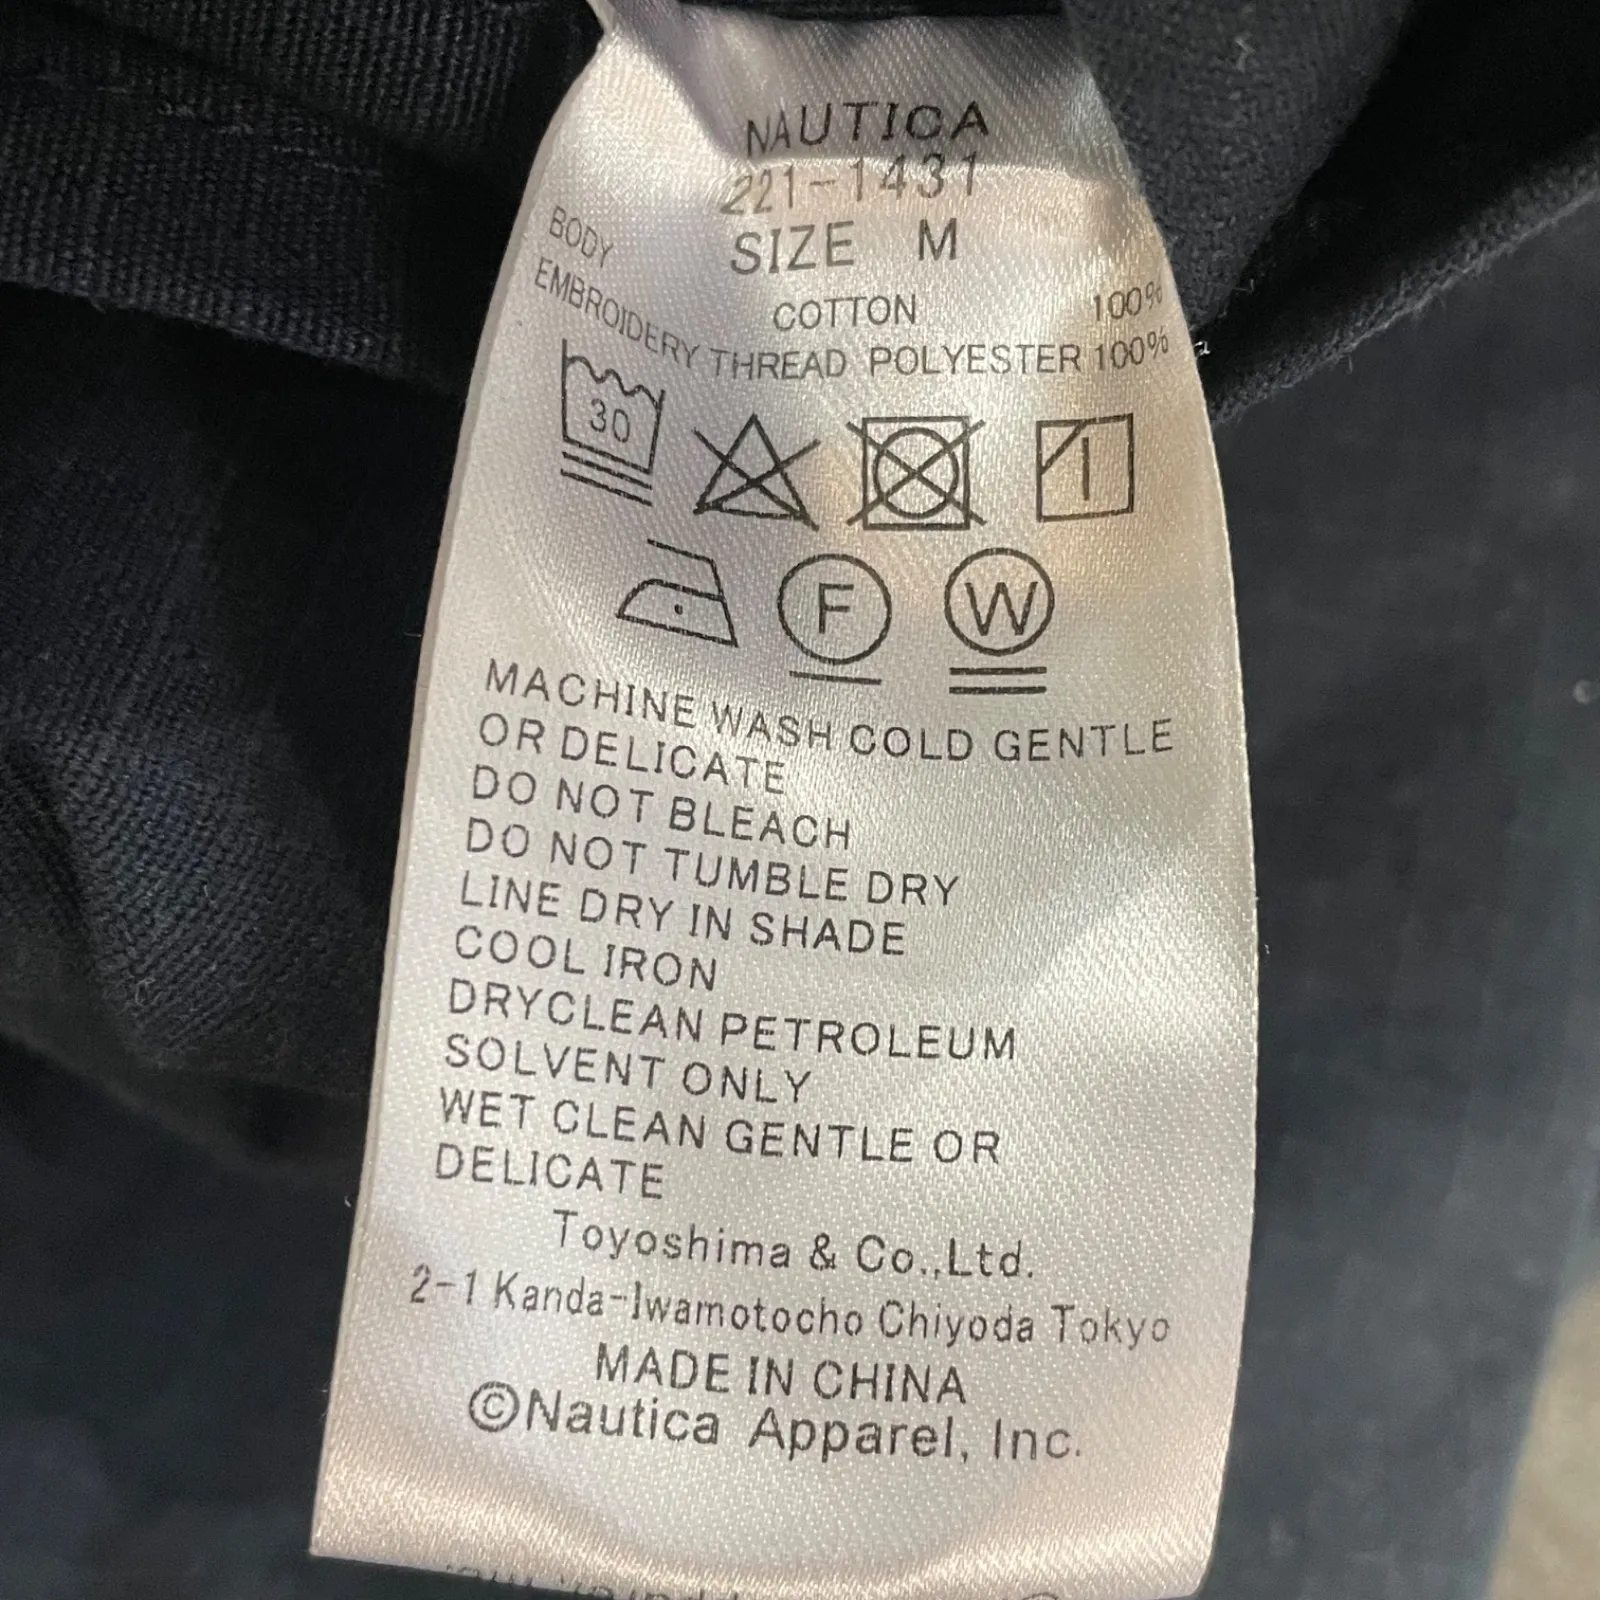 NAUTICA
221-1431
SIZE M
BODY COTTON 100%
EMBROIDERY THREAD POLYESTER 100%
30
F W
MACHINE WASH COLD GENTLE
OR DELICATE
DO NOT BLEACH
DO NOT TUMBLE DRY
LINE DRY IN SHADE
COOL IRON
DRYCLEAN PETROLEUM
SOLVENT ONLY
WET CLEAN GENTLE OR
DELICATE
Toyoshima & Co.,Ltd.
2-1 Kanda-Iwamotocho Chiyoda Tokyo
MADE IN CHINA
©Nautica Apparel, Inc.